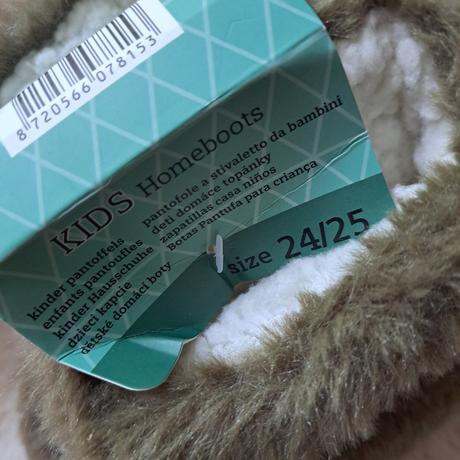 8 720566 078153
KIDS Homeboots
kinder pantoffels
enfants pantoufles
kinder Hausschuhe
dzieci kapcie
dětské domácí boty
pantofole a stivaletto da bambini
deti domáce topánky
zapatillas casa niños
Botas Pantufa para criança
size 24/25